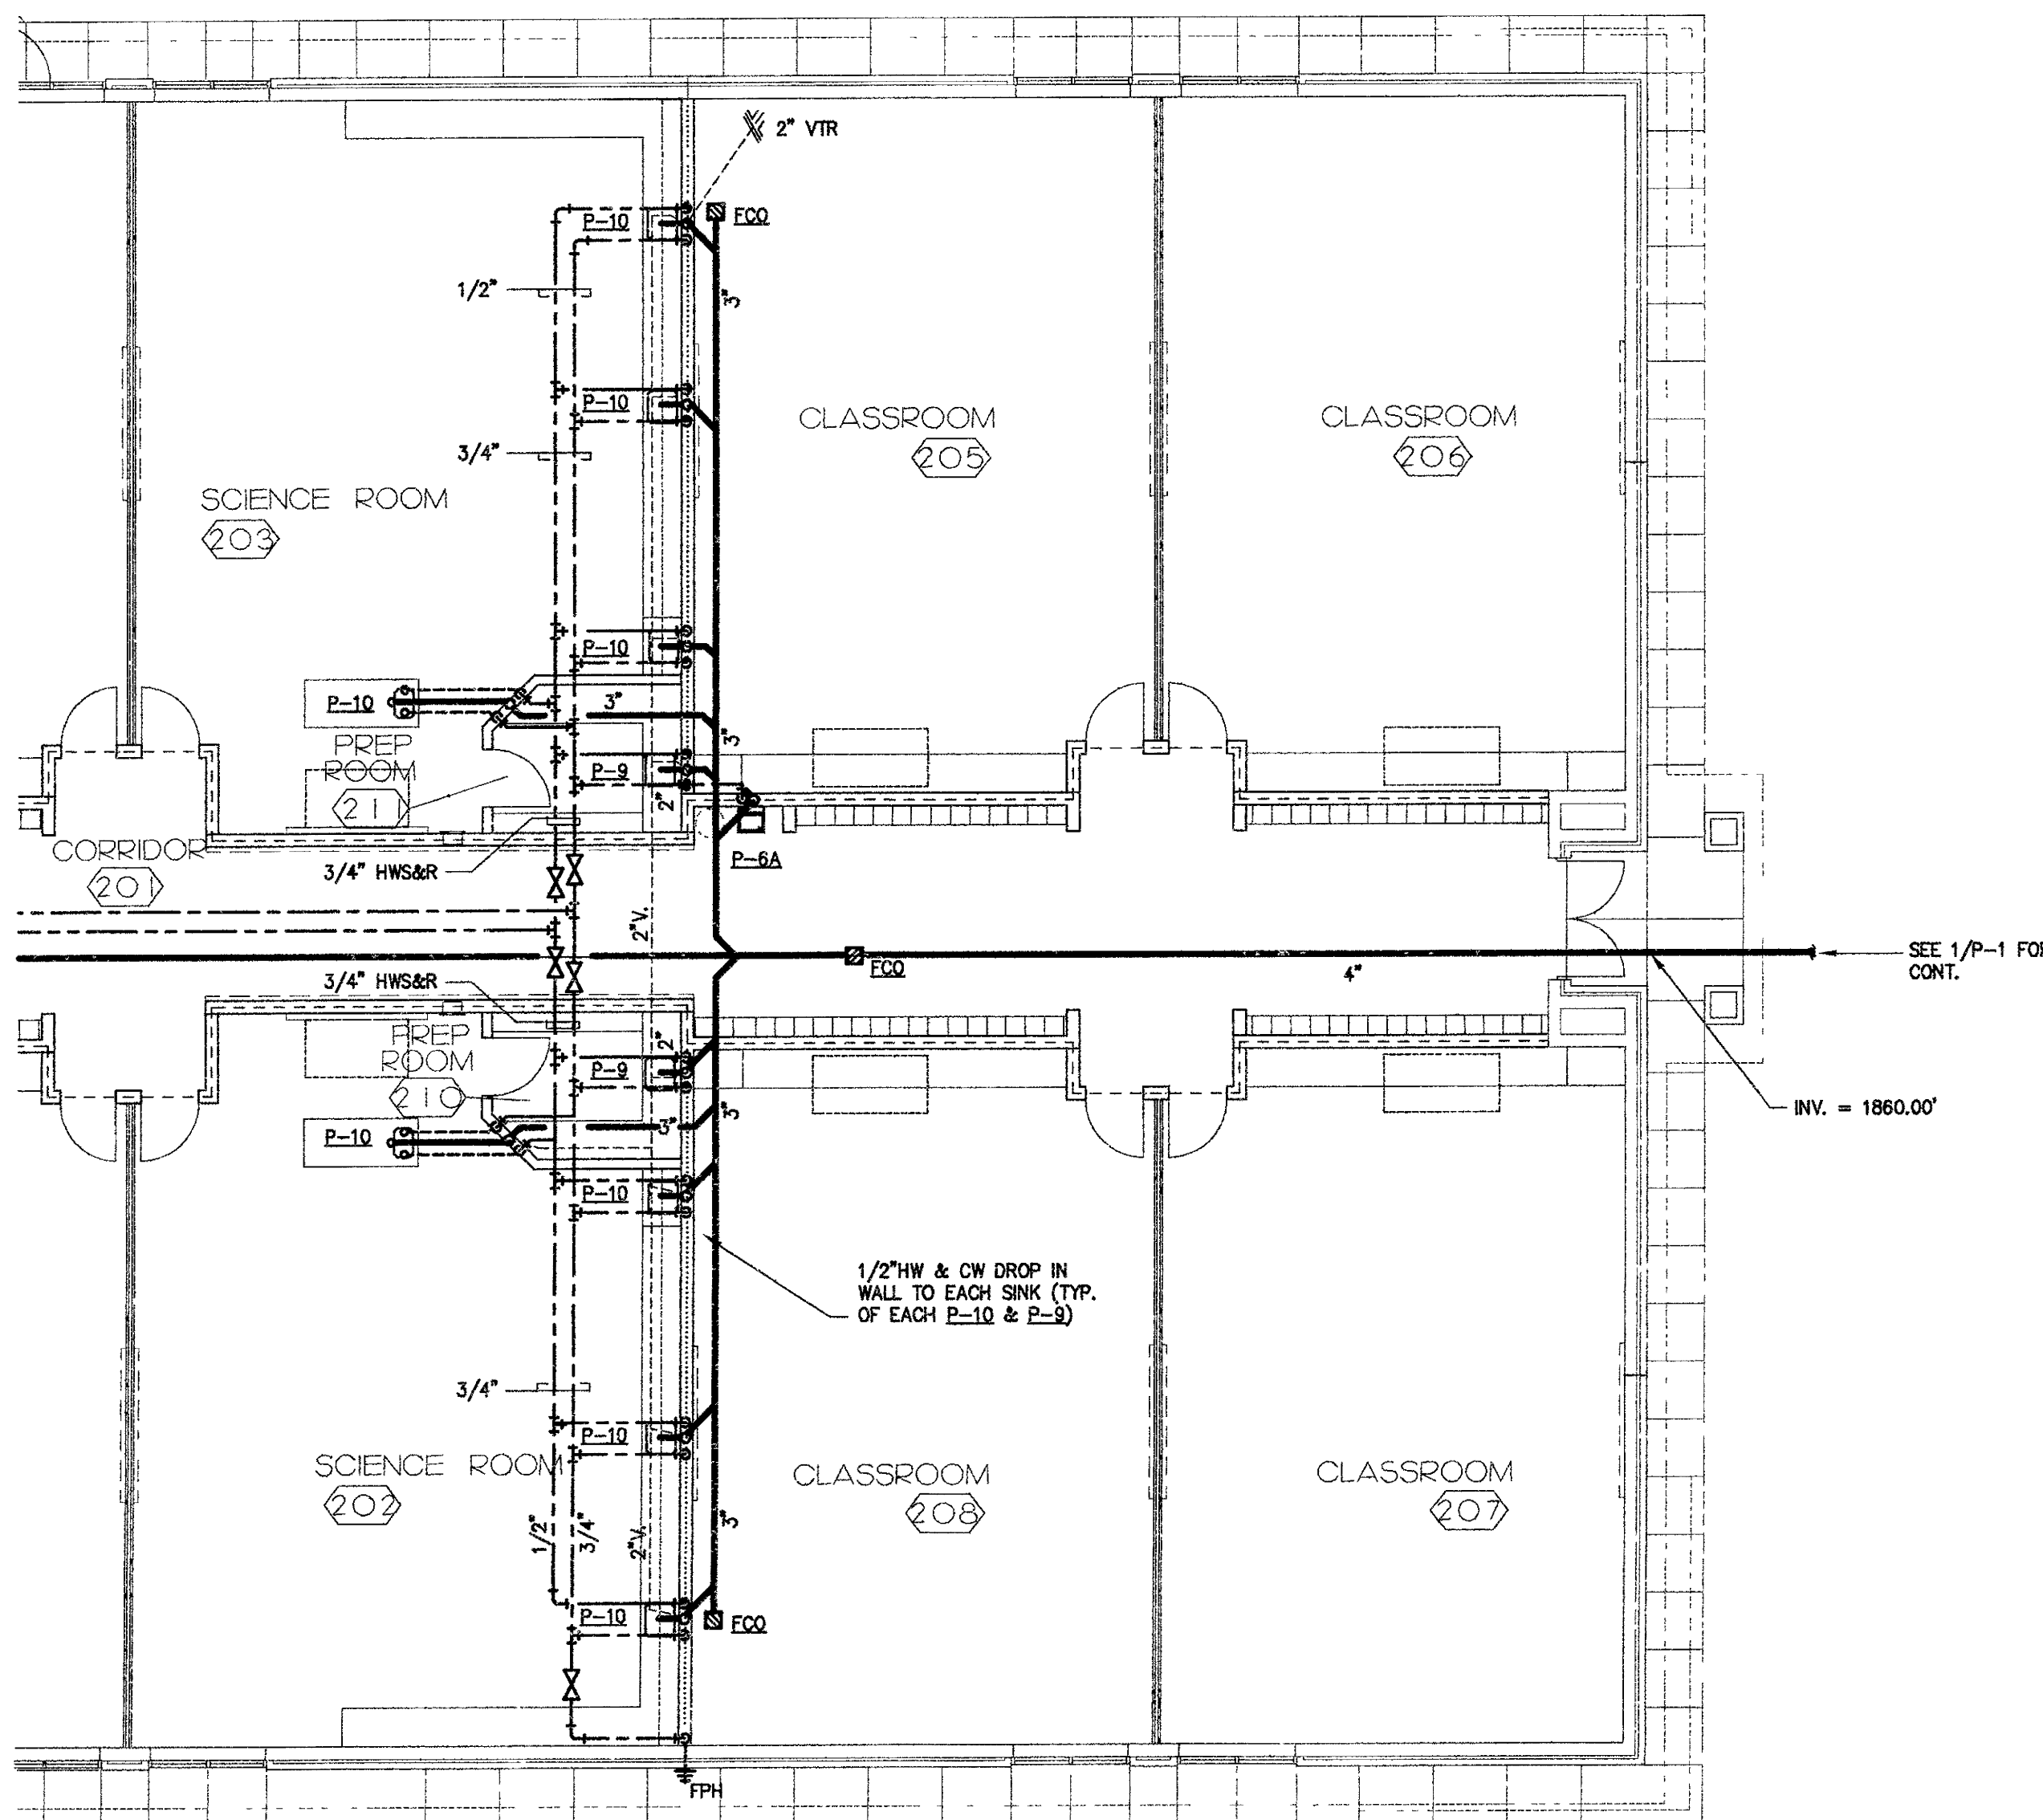 2" VTR
P-10
FCO
1/2"
3"
P-10
CLASSROOM
205
CLASSROOM
206
3/4"
SCIENCE ROOM
203
P-10
P-10
3"
3"
PREP
ROOM
211
P-9
2"
CORRIDOR
201
3/4" HWS&R
P-6A
2"V.
FCO
4"
SEE 1/P-1 FO
CONT.
3/4" HWS&R
PREP
ROOM
210
2"
P-9
3"
3"
INV. = 1860.00'
P-10
P-10
1/2"HW & CW DROP IN
WALL TO EACH SINK (TYP.
OF EACH P-10 & P-9)
3/4"
P-10
SCIENCE ROOM
202
CLASSROOM
208
CLASSROOM
207
1/2"
3/4"
2"V.
3"
P-10
FCO
FPH